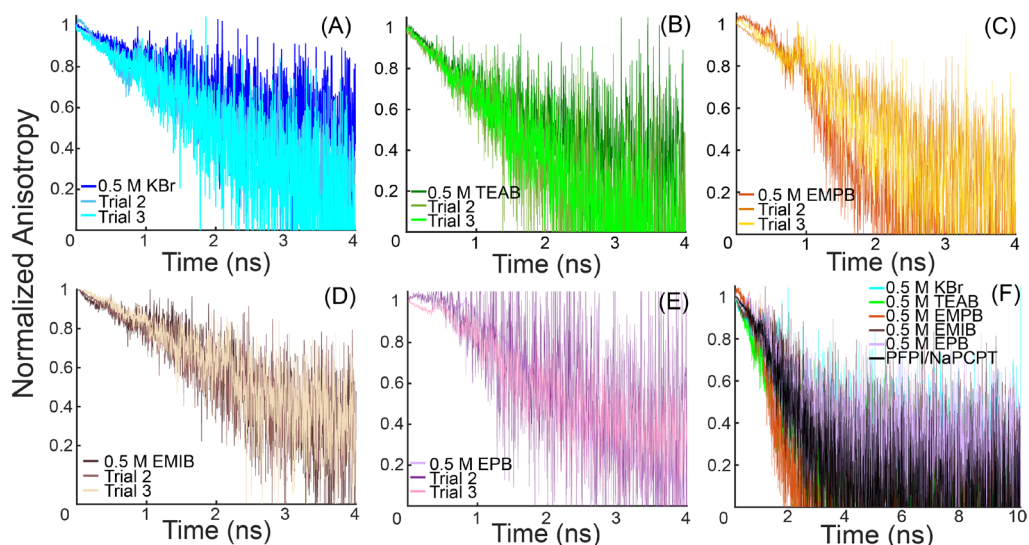 Normalized Anisotropy
(A)
1
0.8
0.6
0.4
0.2
0.5 M KBr
Trial 2
Trial 3
0 1 2 3 4
Time (ns)
(B)
1
0.8
0.6
0.4
0.2
0.5 M TEAB
Trial 2
Trial 3
0 1 2 3 4
Time (ns)
(C)
1
0.8
0.6
0.4
0.2
0.5 M EMPB
Trial 2
Trial 3
0 1 2 3 4
Time (ns)
(D)
1
0.8
0.6
0.4
0.2
0.5 M EMIB
Trial 2
Trial 3
0 1 2 3 4
Time (ns)
(E)
1
0.8
0.6
0.4
0.2
0.5 M EPB
Trial 2
Trial 3
0 1 2 3 4
Time (ns)
(F)
0.5 M KBr
0.5 M TEAB
0.5 M EMPB
0.5 M EMIB
0.5 M EPB
PFPI/NaPCPT
1
0.8
0.6
0.4
0.2
0 2 4 6 8 10
Time (ns)